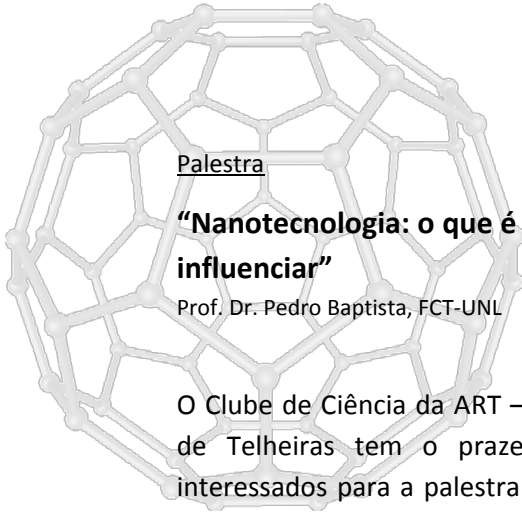 Palestra
“Nanotecnologia: o que é
influenciar”
Prof. Dr. Pedro Baptista, FCT-UNL
O Clube de Ciência da ART –
de Telheiras tem o praze
interessados para a palestra